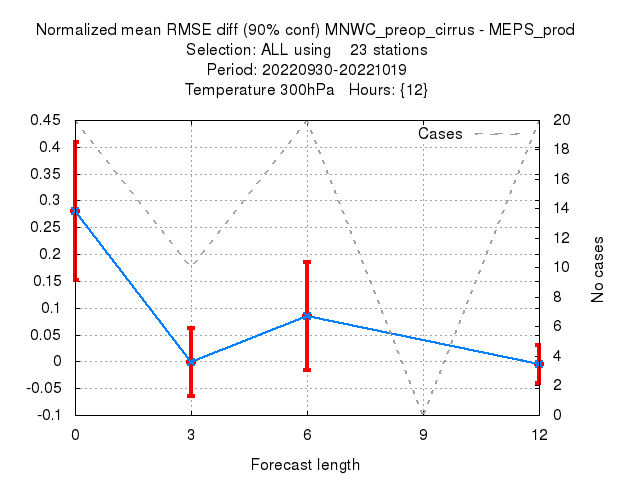 Normalized mean RMSE diff (90% conf) MNWC_preop_cirrus - MEPS_prod
Selection: ALL using    23 stations
Period: 20220930-20221019
Temperature 300hPa   Hours: {12}
Cases
0.45
0.4
0.35
0.3
0.25
0.2
0.15
0.1
0.05
0
-0.05
-0.1
20
18
16
14
12
10
8
6
4
2
0
No cases
0 3 6 9 12
Forecast length